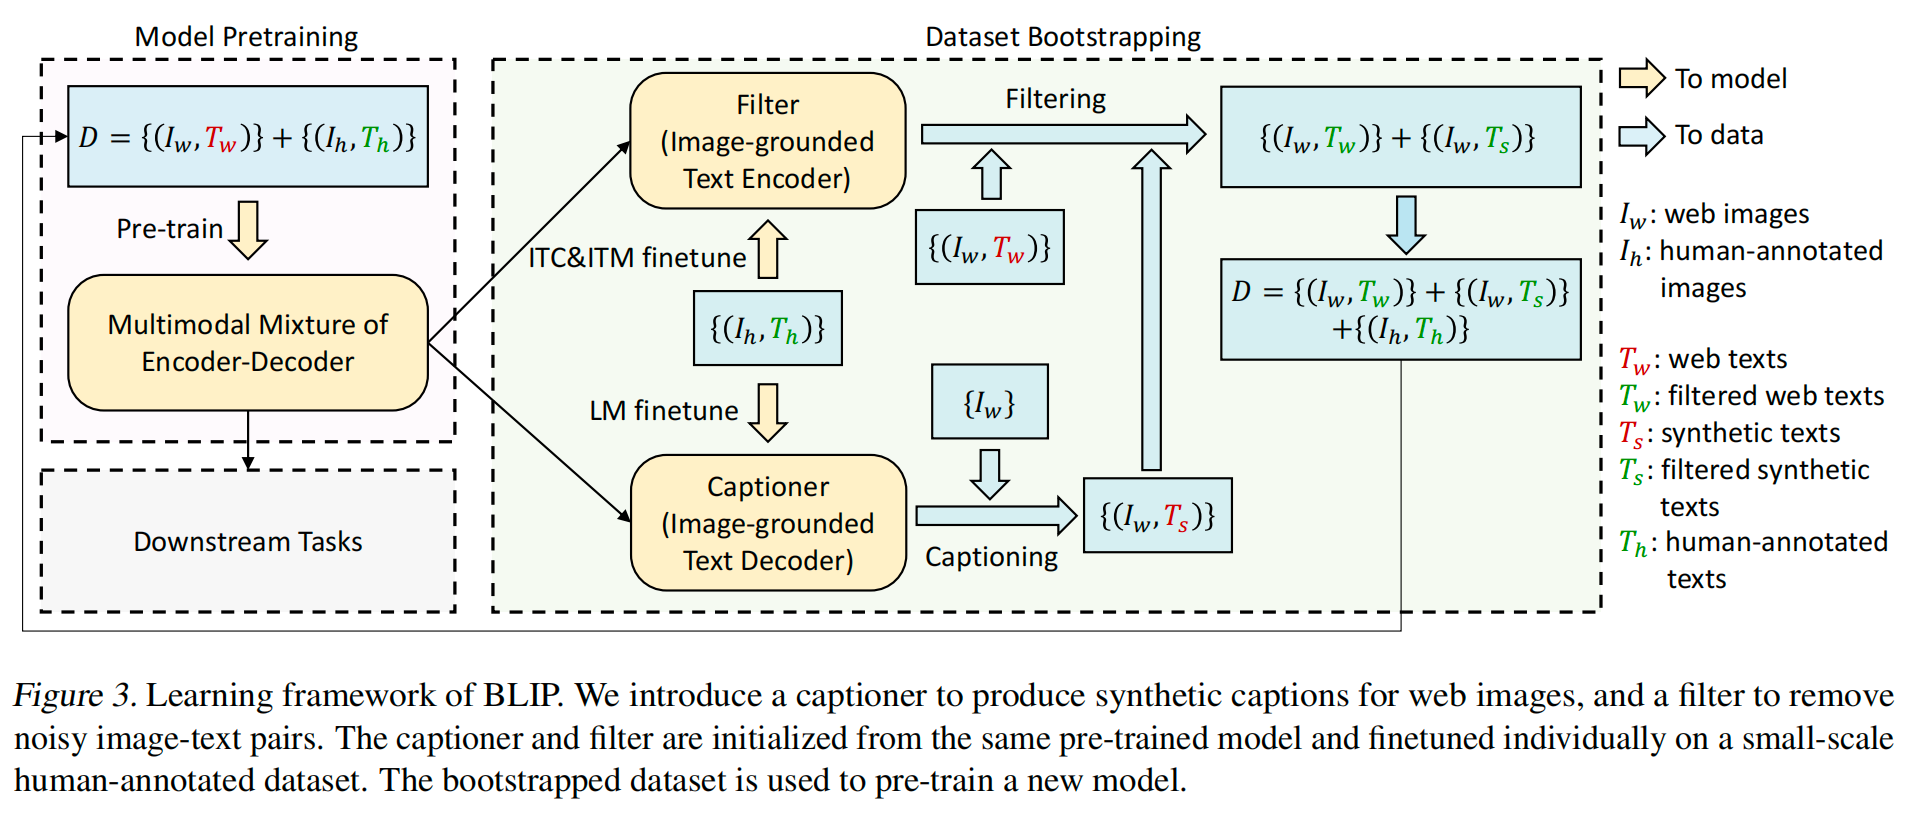 Model Pretraining
Dataset Bootstrapping
D = {(I_w, T_w)} + {(I_h, T_h)}
Pre-train
Multimodal Mixture of
Encoder-Decoder
Downstream Tasks
Filter
(Image-grounded
Text Encoder)
ITC&ITM finetune
{(I_h, T_h)}
LM finetune
Captioner
(Image-grounded
Text Decoder)
Filtering
{(I_w, T_w)}
{I_w}
Captioning
{(I_w, T_s)}
{(I_w, T_w)} + {(I_w, T_s)}
D = {(I_w, T_w)} + {(I_w, T_s)}
+{(I_h, T_h)}
To model
To data
I_w: web images
I_h: human-annotated
images
T_w: web texts
T_w: filtered web texts
T_s: synthetic texts
T_s: filtered synthetic
texts
T_h: human-annotated
texts
Figure 3. Learning framework of BLIP. We introduce a captioner to produce synthetic captions for web images, and a filter to remove
noisy image-text pairs. The captioner and filter are initialized from the same pre-trained model and finetuned individually on a small-scale
human-annotated dataset. The bootstrapped dataset is used to pre-train a new model.